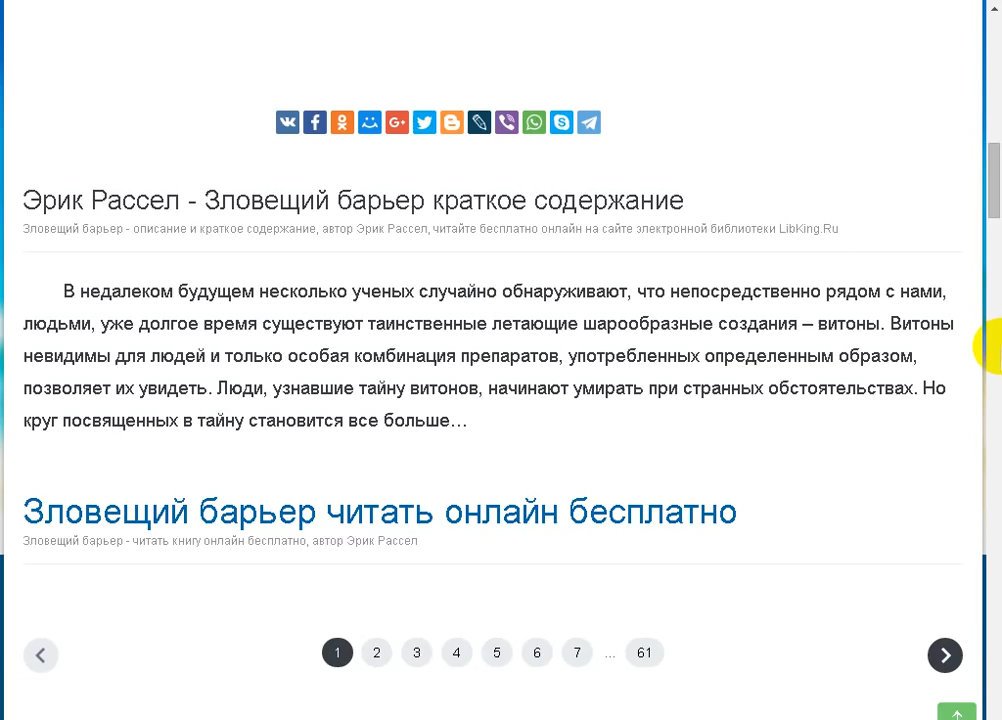 Эрик Рассел - Зловещий барьер краткое содержание
Зловещий барьер - описание и краткое содержание, автор Эрик Рассел, читайте бесплатно онлайн на сайте электронной библиотеки LibKing.Ru
В недалеком будущем несколько ученых случайно обнаруживают, что непосредственно рядом с нами,
людьми, уже долгое время существуют таинственные летающие шарообразные создания – витоны. Витоны
невидимы для людей и только особая комбинация препаратов, употребленных определенным образом,
позволяет их увидеть. Люди, узнавшие тайну витонов, начинают умирать при странных обстоятельствах. Но
круг посвященных в тайну становится все больше…
Зловещий барьер читать онлайн бесплатно
Зловещий барьер - читать книгу онлайн бесплатно, автор Эрик Рассел
1 2 3 4 5 6 7 ... 61